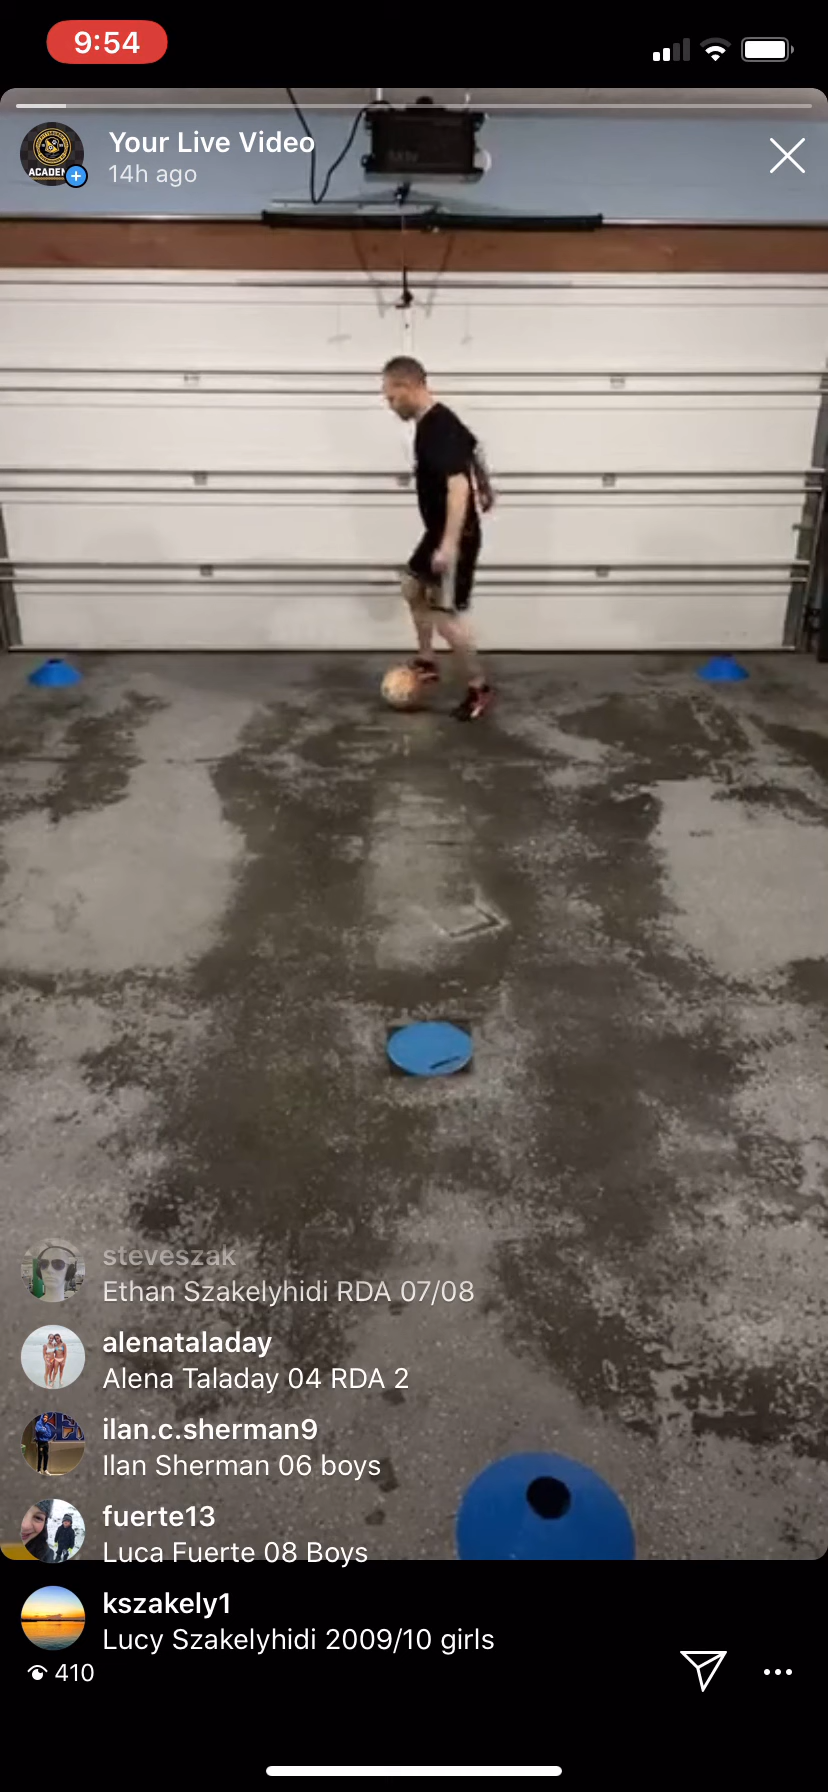 9:54
Your Live Video
14h ago
steveszak
Ethan Szakelyhidi RDA 07/08
alenataladay
Alena Taladay 04 RDA 2
ilan.c.sherman9
Ilan Sherman 06 boys
fuerte13
Luca Fuerte 08 Boys
kszakely1
Lucy Szakelyhidi 2009/10 girls
410